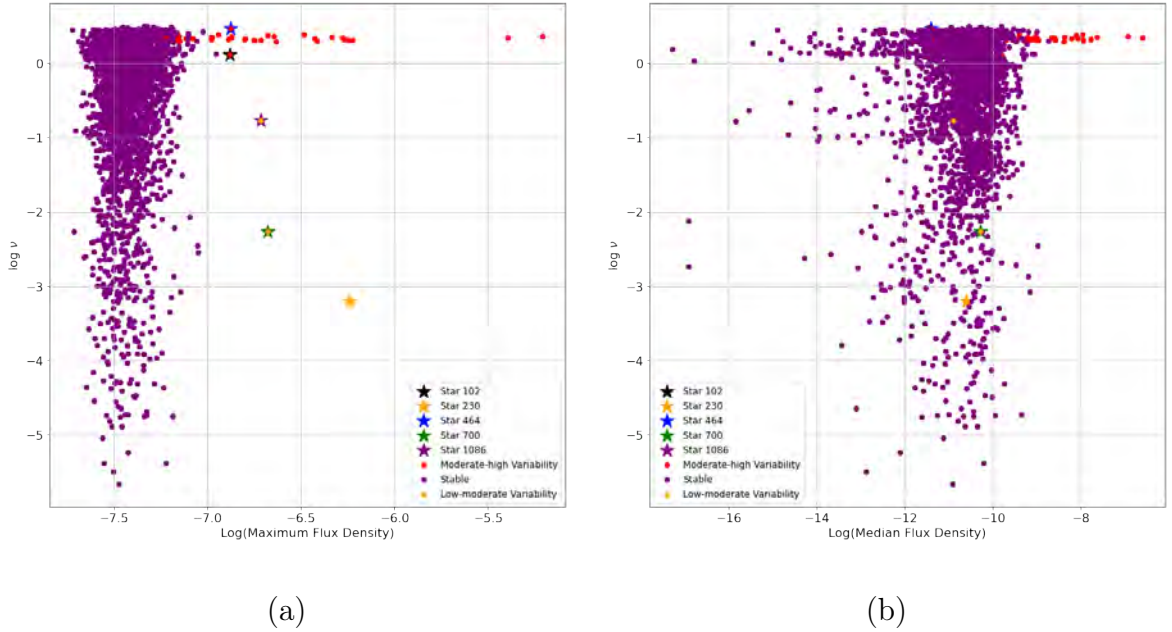 0
−1
−2
−3
−4
−5
log ν
−7.5
−7.0
−6.5
−6.0
−5.5
Log(Maximum Flux Density)
Star 102
Star 230
Star 464
Star 700
Star 1086
Moderate-high Variability
Stable
Low-moderate Variability
(a)
0
−1
−2
−3
−4
−5
log ν
−16
−14
−12
−10
−8
Log(Median Flux Density)
Star 102
Star 230
Star 464
Star 700
Star 1086
Moderate-high Variability
Stable
Low-moderate Variability
(b)